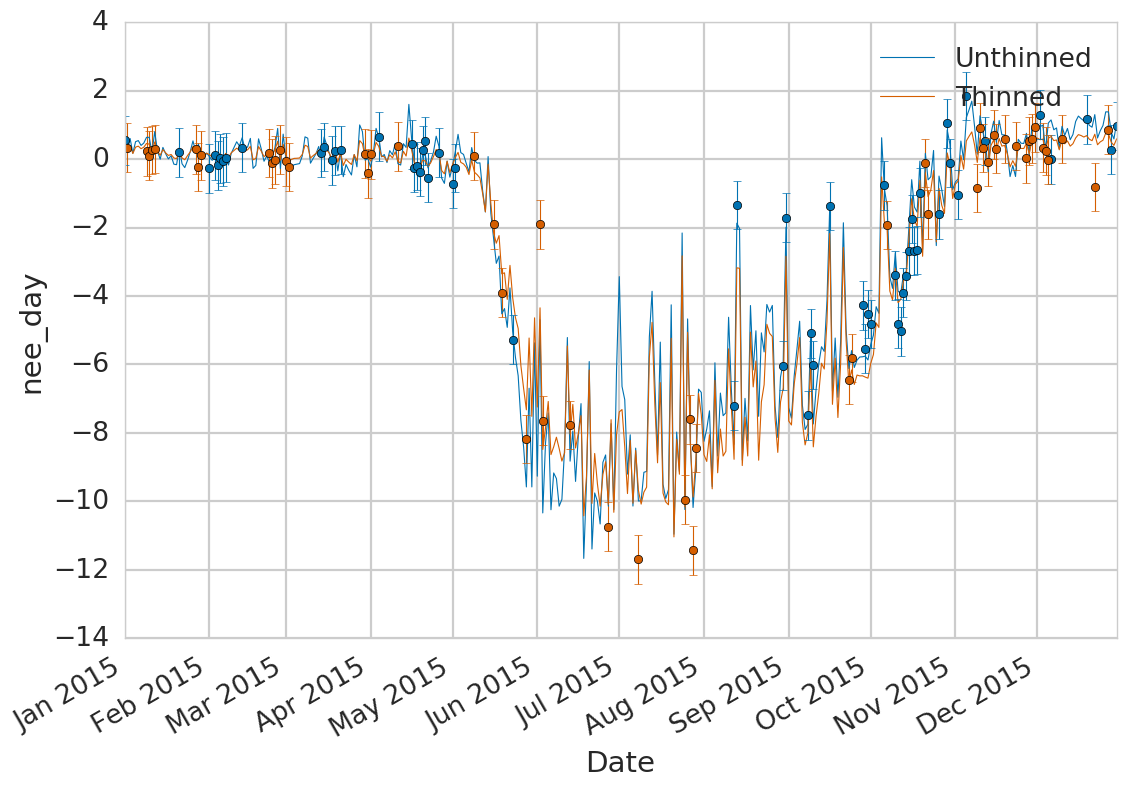 4
2
0
−2
−4
−6
−8
−10
−12
−14
nee_day
Unthinned
Thinned
Jan 2015
Feb 2015
Mar 2015
Apr 2015
May 2015
Jun 2015
Jul 2015
Aug 2015
Sep 2015
Oct 2015
Nov 2015
Dec 2015
Date